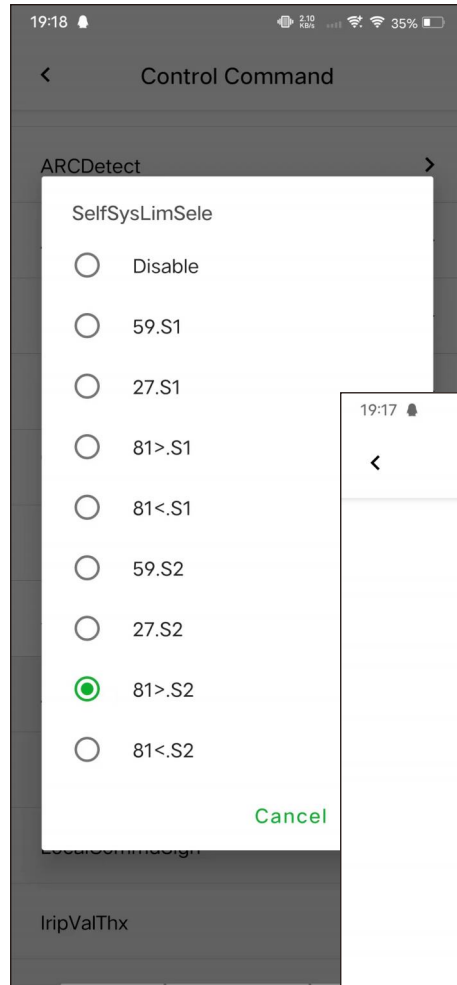 19:18
2.10
KB/s
35%
Control Command
ARCDetect
SelfSysLimSele
Disable
59.S1
27.S1
81>.S1
81<.S1
59.S2
27.S2
81>.S2
81<.S2
Cancel
IripValThx
19:17